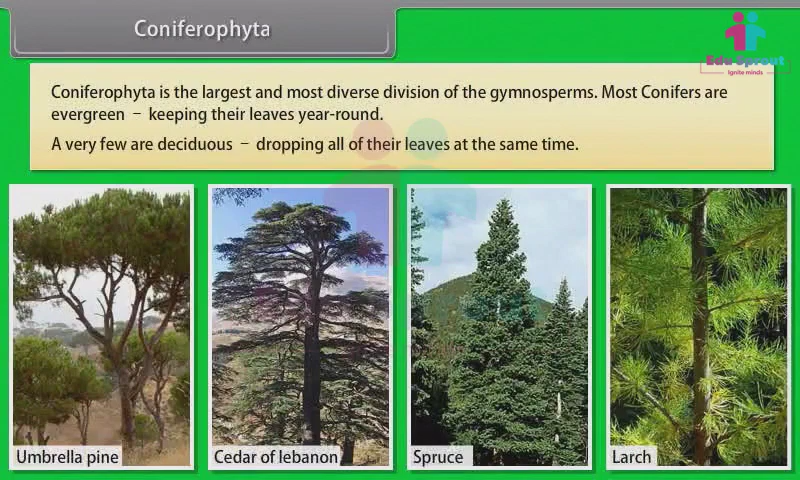 Coniferophyta
Edu Sprout
Ignite minds
Coniferophyta is the largest and most diverse division of the gymnosperms. Most Conifers are
evergreen – keeping their leaves year-round.
A very few are deciduous – dropping all of their leaves at the same time.
Umbrella pine
Cedar of lebanon
Spruce
Larch